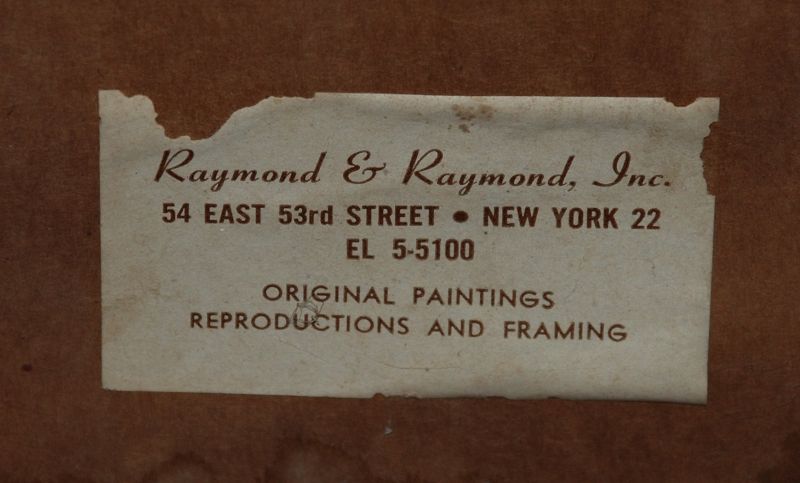 Raymond & Raymond, Inc.
54 EAST 53rd STREET • NEW YORK 22
EL 5-5100
ORIGINAL PAINTINGS
REPRODUCTIONS AND FRAMING